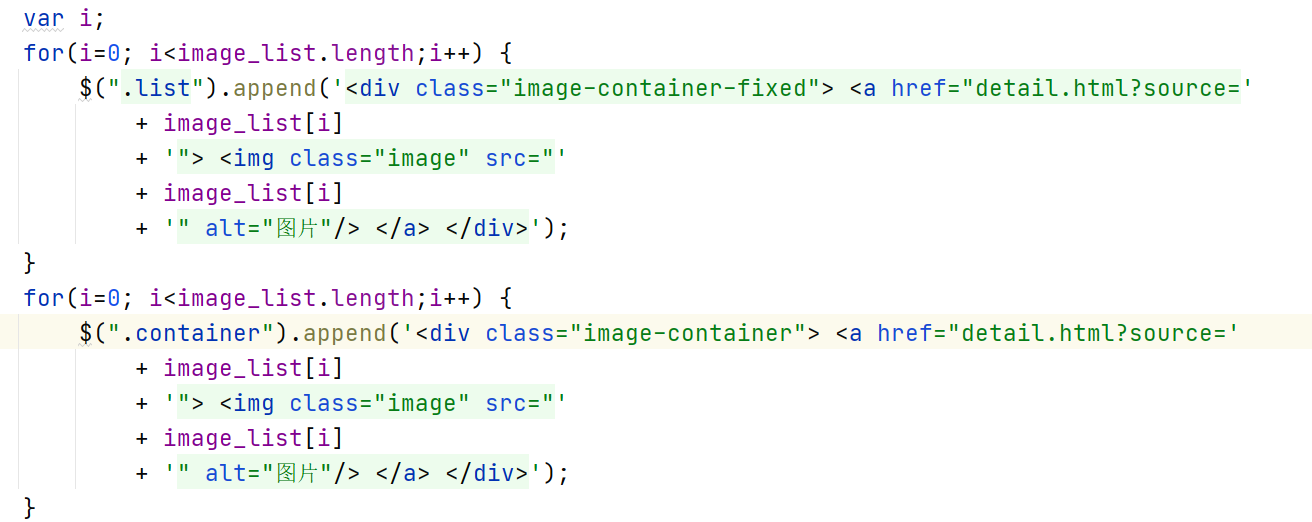 var i;
for(i=0; i<image_list.length;i++) {
    $(".list").append('<div class="image-container-fixed"> <a href="detail.html?source='
        + image_list[i]
        + '"> <img class="image" src="'
        + image_list[i]
        + '" alt="图片"/> </a> </div>');
}
for(i=0; i<image_list.length;i++) {
    $(".container").append('<div class="image-container"> <a href="detail.html?source='
        + image_list[i]
        + '"> <img class="image" src="'
        + image_list[i]
        + '" alt="图片"/> </a> </div>');
}